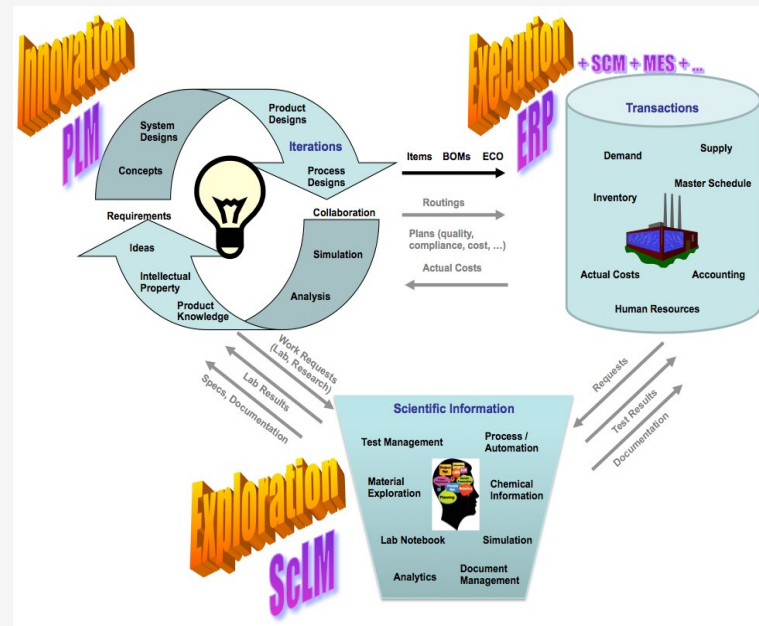 Innovation
PLM
Execution
ERP
+ SCM + MES + ...
System
Designs
Concepts
Product
Designs
Iterations
Process
Designs
Requirements
Collaboration
Ideas
Simulation
Intellectual
Property
Analysis
Product
Knowledge
Items BOMs ECO
Routings
Plans (quality,
compliance, cost, ...)
Actual Costs
Transactions
Demand
Supply
Inventory
Master Schedule
Actual Costs
Accounting
Human Resources
Work Requests
(Lab, Research)
Lab Results
Specs, Documentation
Requests
Test Results
Documentation
Scientific Information
Test Management
Process /
Automation
Material
Exploration
Chemical
Information
Lab Notebook
Simulation
Analytics
Document
Management
Exploration
ScLM